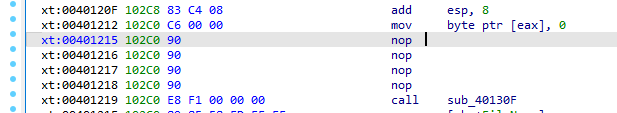 xt:0040120F 102C8 83 C4 08 add esp, 8
xt:00401212 102C0 C6 00 00 mov byte ptr [eax], 0
xt:00401215 102C0 90 nop
xt:00401216 102C0 90 nop
xt:00401217 102C0 90 nop
xt:00401218 102C0 90 nop
xt:00401219 102C0 E8 F1 00 00 00 call sub_40130F